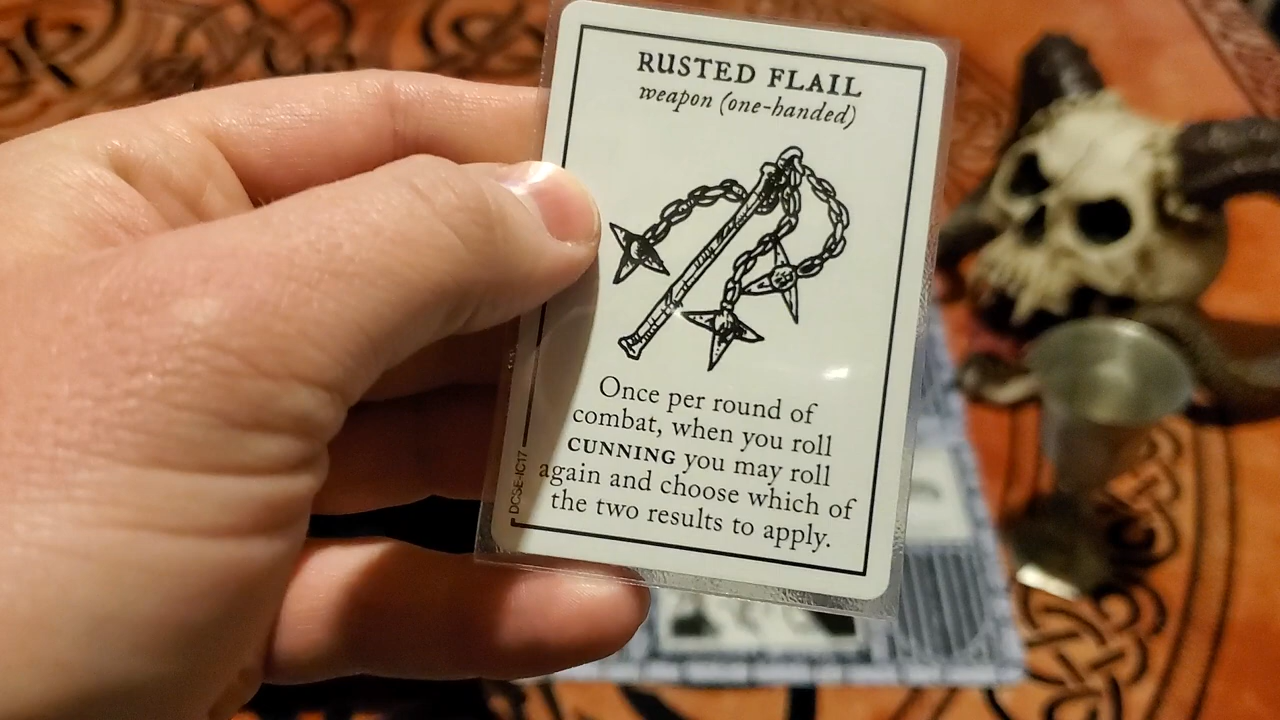 RUSTED FLAIL
weapon (one-handed)
Once per round of
combat, when you roll
CUNNING you may roll
again and choose which of
the two results to apply.
DCSE-IC17